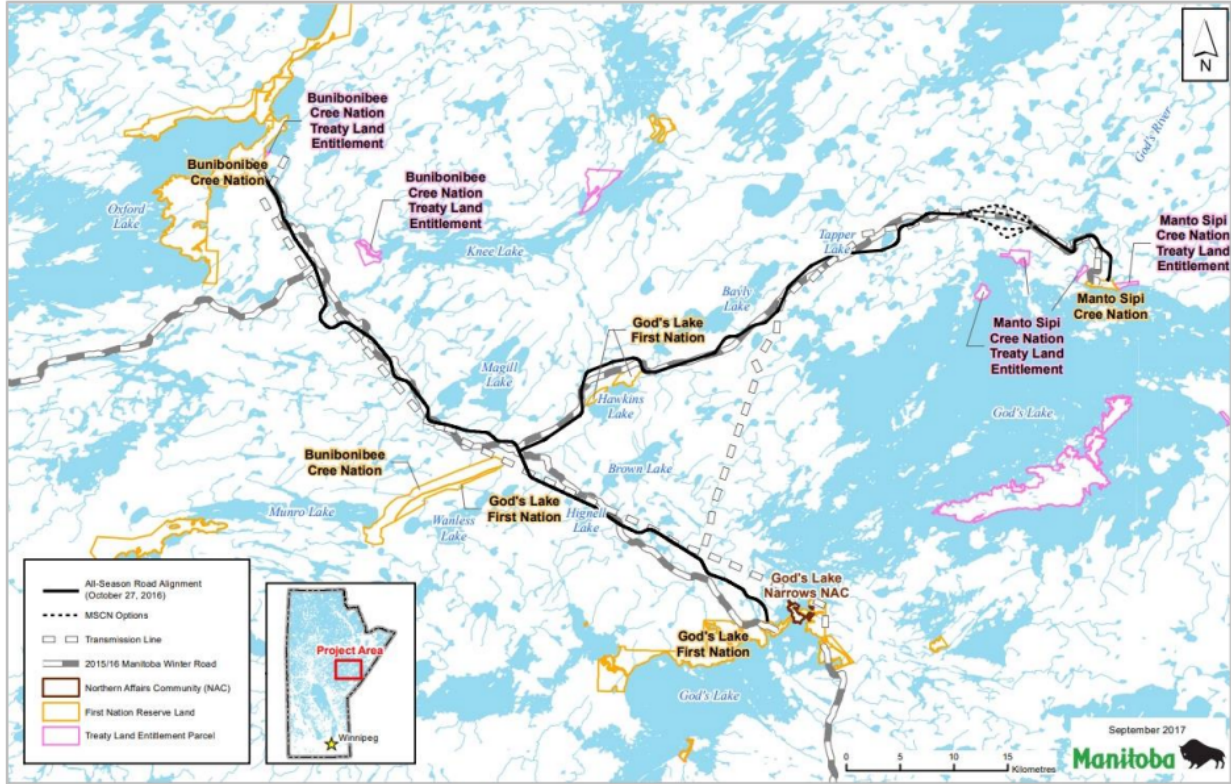 N
God's River
Bunibonibee
Cree Nation
Treaty Land
Entitlement
Bunibonibee
Cree Nation
Bunibonibee
Cree Nation
Treaty Land
Entitlement
Oxford
Lake
Knee Lake
Tapper
Lake
Manto Sipi
Cree Nation
Treaty Land
Entitlement
Bayly
Lake
Manto Sipi
Cree Nation
God's Lake
First Nation
Manto Sipi
Cree Nation
Treaty Land
Entitlement
Magill
Lake
Hawkins
Lake
God's Lake
Bunibonibee
Cree Nation
Brown Lake
God's Lake
First Nation
Munro Lake
Wanless
Lake
Hignell
Lake
God's Lake
Narrows NAC
God's Lake
First Nation
God's Lake
All-Season Road Alignment
(October 27, 2016)
MSCN Options
Transmission Line
2015/16 Manitoba Winter Road
Northern Affairs Community (NAC)
First Nation Reserve Land
Treaty Land Entitlement Parcel
Project Area
Winnipeg
September 2017
0 5 10 15
Kilometres
Manitoba